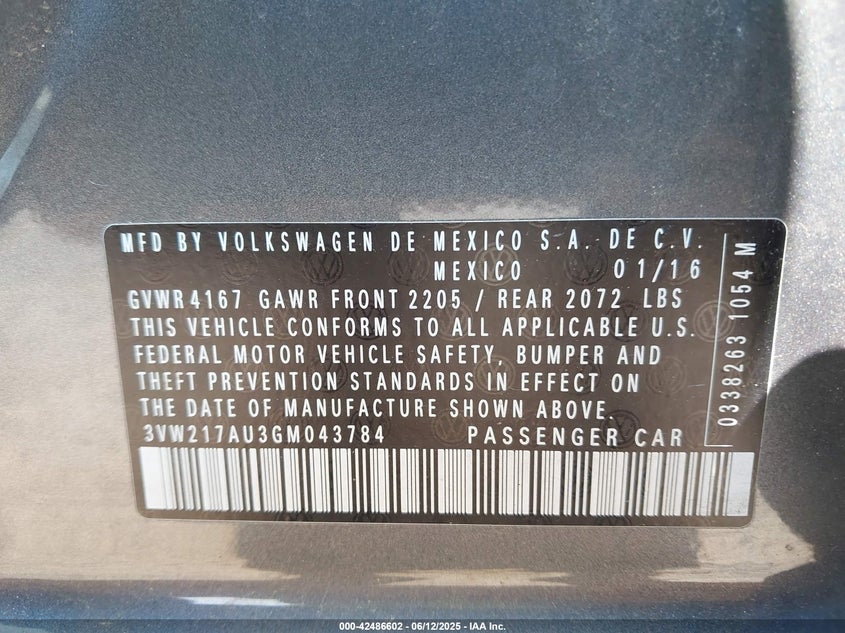 MFD BY VOLKSWAGEN DE MEXICO S.A. DE C.V.
MEXICO 01/16
GVWR 4167 GAWR FRONT 2205 / REAR 2072 LBS
THIS VEHICLE CONFORMS TO ALL APPLICABLE U.S.
FEDERAL MOTOR VEHICLE SAFETY, BUMPER AND
THEFT PREVENTION STANDARDS IN EFFECT ON
THE DATE OF MANUFACTURE SHOWN ABOVE.
3VW217AU3GM043784 PASSENGER CAR
0338263 1054 M
000-42486602 - 06/12/2025 - IAA Inc.